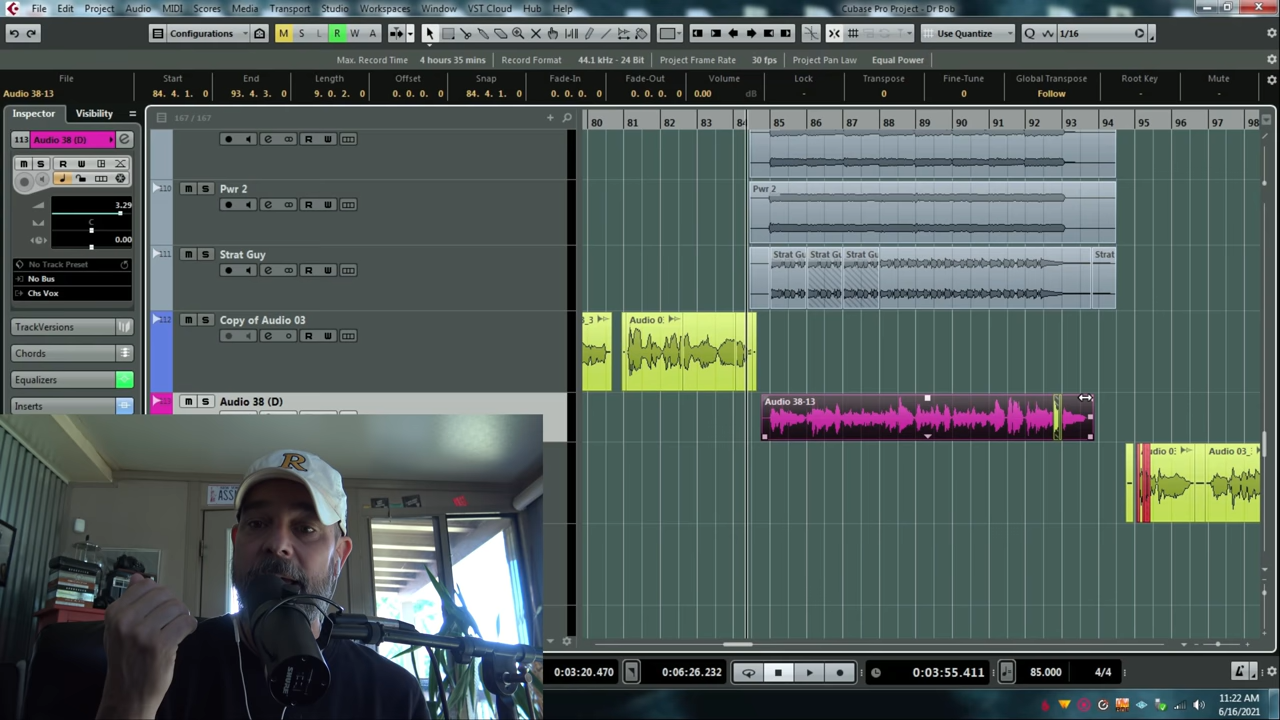 File Edit Project Audio MIDI Scores Media Transport Studio Workspaces Window VST Cloud Hub Help Cubase Pro Project - Dr Bob
Configurations M S L R W A Use Quantize Q 1/16
Max. Record Time 4 hours 35 mins Record Format 44.1 kHz - 24 Bit Project Frame Rate 30 fps Project Pan Law Equal Power
File Start End Length Offset Snap Fade-In Fade-Out Volume Lock Transpose Fine-Tune Global Transpose Root Key Mute
Audio 38-13 84. 4. 1. 0 93. 4. 3. 0 9. 0. 2. 0 0. 0. 0. 0 84. 4. 1. 0 0. 0. 0. 0 0. 0. 0. 0 0.00 dB - 0 0 Follow - -
Inspector Visibility 167 / 167 80 81 82 83 84 85 86 87 88 89 90 91 92 93 94 95 96 97 98
113 Audio 38 (D)
M S R W
3.29
C
0.00
No Track Preset
No Bus
Chs Vox
TrackVersions
Chords
Equalizers
Inserts
m S
R W
110 m S Pwr 2 Pwr 2
R W
111 m S Strat Guy Strat Gu Strat Gu Strat Gu Strat
R W
112 m S Copy of Audio 03 Audio 0
R W
m S Audio 38 (D) Audio 38-13
Audio 03_
R
ASS
SHURE
0:03:20.470 0:06:26.232 0:03:55.411 85.000 4/4
11:22 AM
6/16/2021